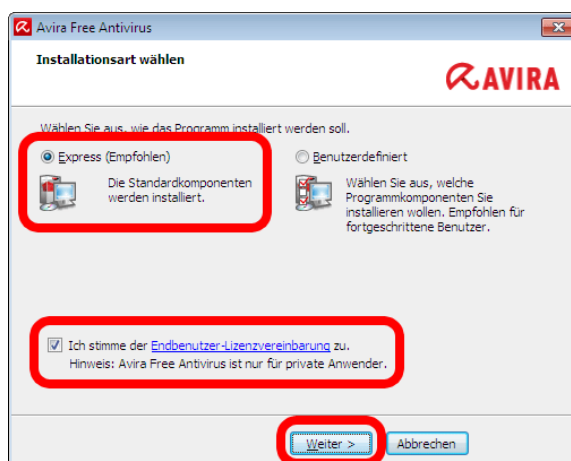 Avira Free Antivirus
Installationsart wählen
AVIRA
Wählen Sie aus, wie das Programm installiert werden soll.
Express (Empfohlen)
Die Standardkomponenten
werden installiert.
Benutzerdefiniert
Wählen Sie aus, welche
Programmkomponenten Sie
installieren wollen. Empfohlen für
fortgeschrittene Benutzer.
Ich stimme der Endbenutzer-Lizenzvereinbarung zu.
Hinweis: Avira Free Antivirus ist nur für private Anwender.
Weiter >
Abbrechen